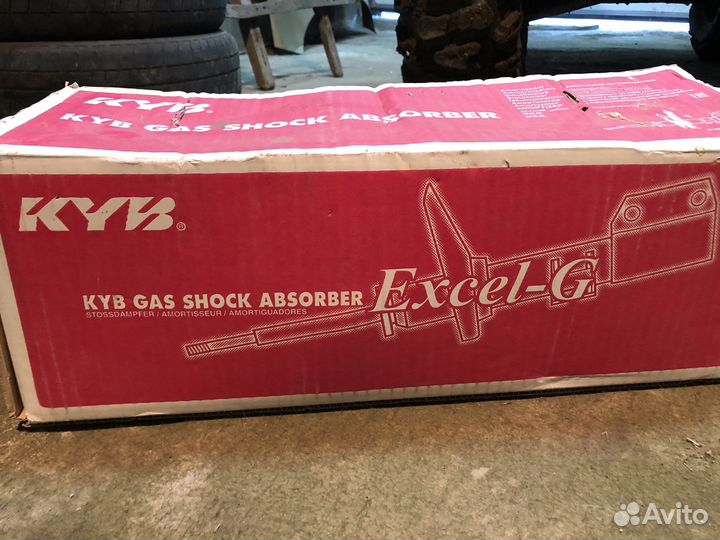 KYB
KYB GAS SHOCK ABSORBER
KYB®
KYB GAS SHOCK ABSORBER Excel-G
STOSSDAMPFER / AMORTISSEUR / AMORTIGUADORES
Avito